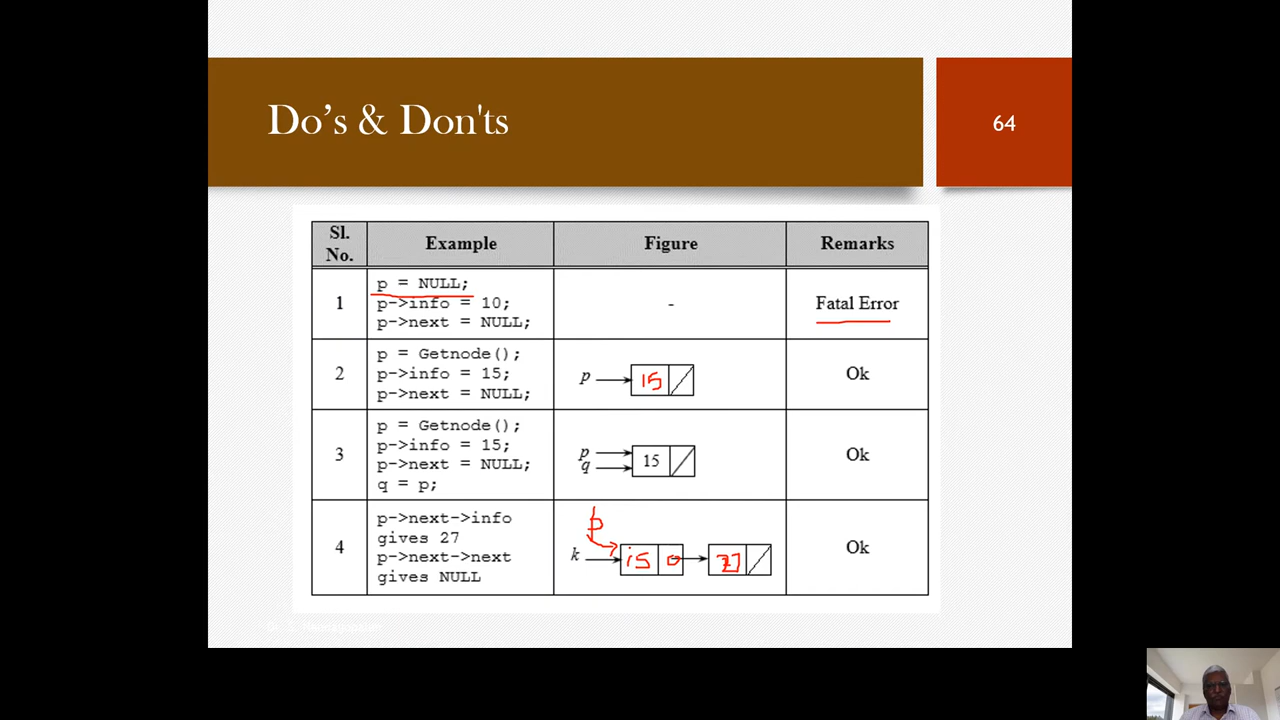 Do's & Don'ts
64
Sl. No. Example Figure Remarks
1
p = NULL;
p->info = 10;
p->next = NULL;
-
Fatal Error
2
p = Getnode();
p->info = 15;
p->next = NULL;
p 15
Ok
3
p = Getnode();
p->info = 15;
p->next = NULL;
q = p;
p
q
15
Ok
4
p->next->info
gives 27
p->next->next
gives NULL
p
k 15 27
Ok